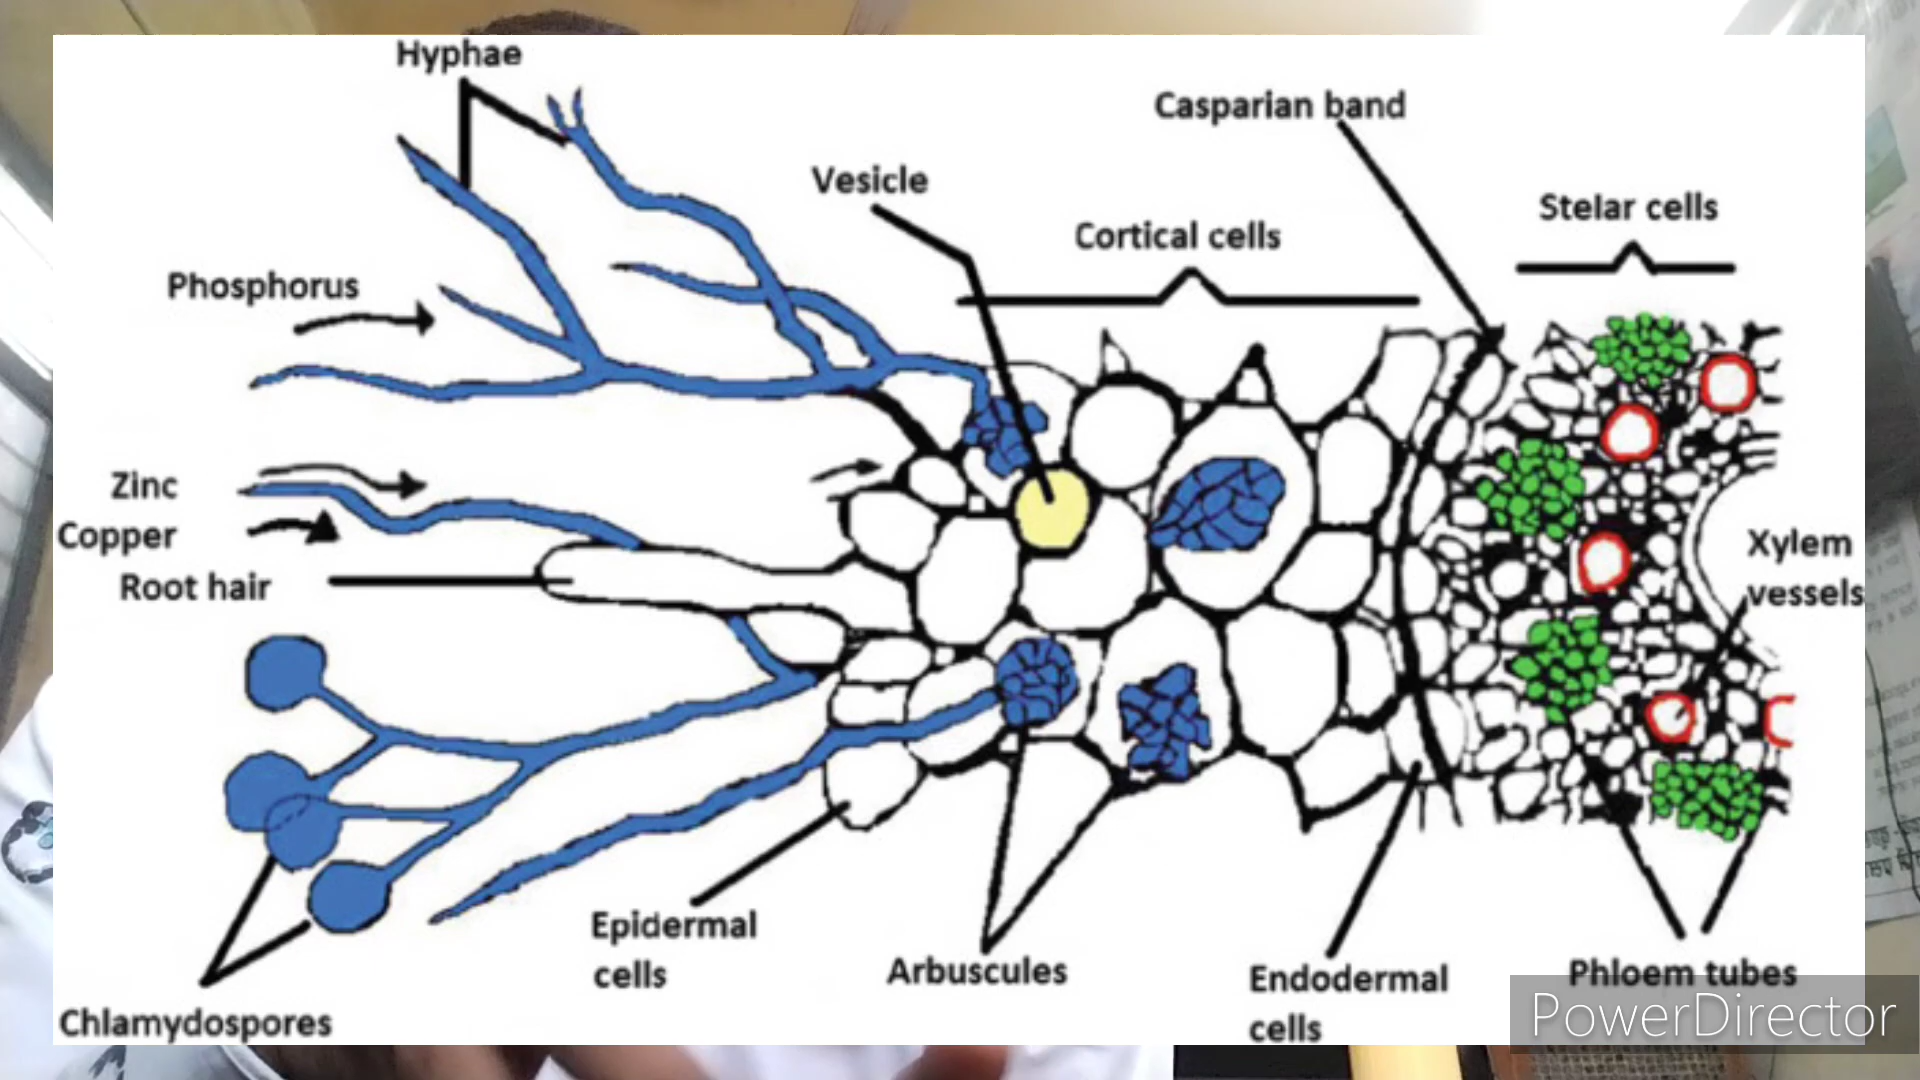 Hyphae
Casparian band
Vesicle
Stelar cells
Cortical cells
Phosphorus
Zinc
Copper
Root hair
Xylem
vessels
Epidermal
cells
Arbuscules
Endodermal
cells
Phloem tubes
Chlamydospores
PowerDirector